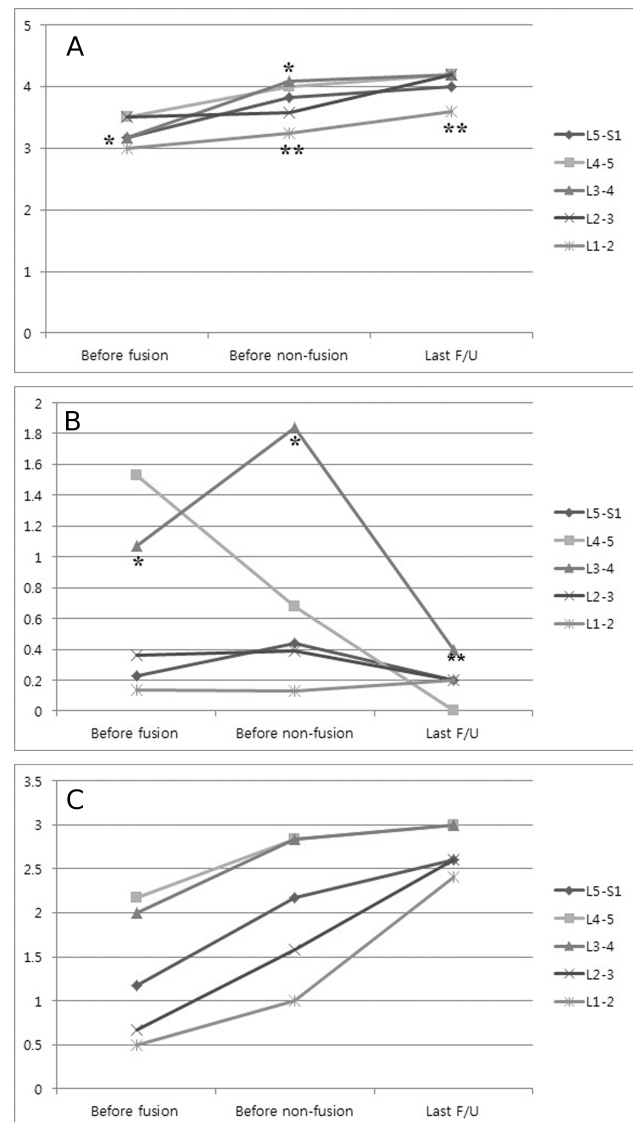 A
5
4
3
2
1
0
*
*
**
**
Before fusion Before non-fusion Last F/U
L5-S1
L4-5
L3-4
L2-3
L1-2
B
2
1.8
1.6
1.4
1.2
1
0.8
0.6
0.4
0.2
0
*
*
**
Before fusion Before non-fusion Last F/U
L5-S1
L4-5
L3-4
L2-3
L1-2
C
3.5
3
2.5
2
1.5
1
0.5
0
Before fusion Before non-fusion Last F/U
L5-S1
L4-5
L3-4
L2-3
L1-2